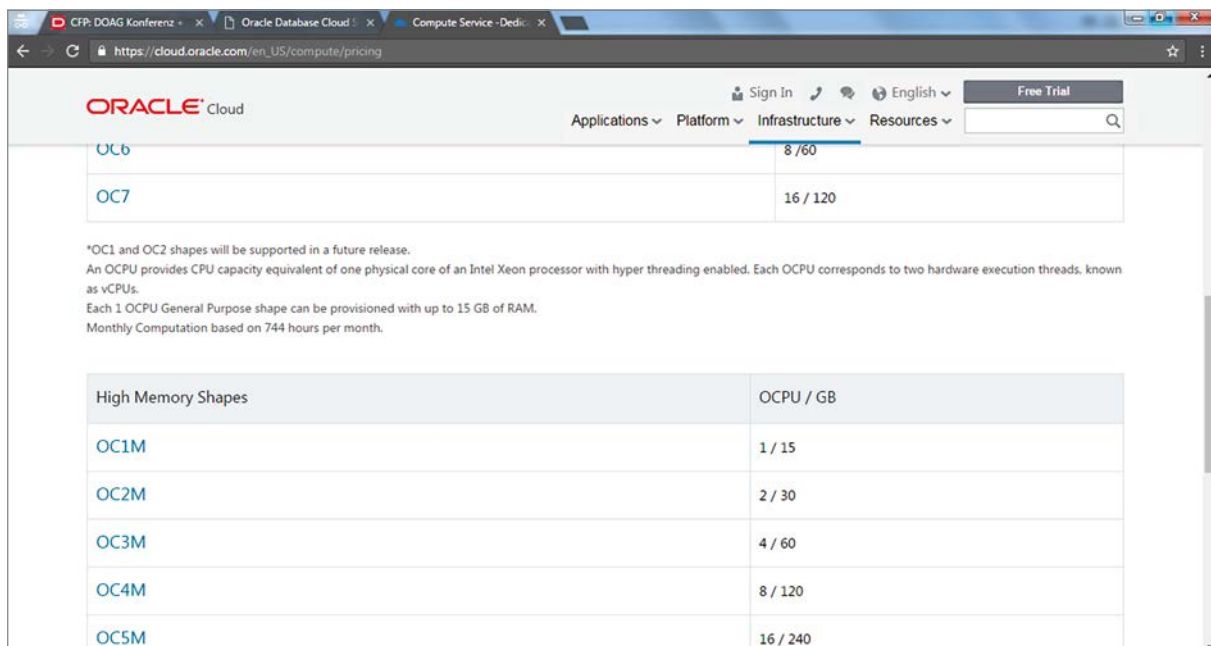 CFP: DOAG Konferenz +
Oracle Database Cloud S
Compute Service -Dedic
https://cloud.oracle.com/en_US/compute/pricing
ORACLE Cloud
Sign In
English
Free Trial
Applications
Platform
Infrastructure
Resources
OC6
8 /60
OC7
16 / 120
*OC1 and OC2 shapes will be supported in a future release.
An OCPU provides CPU capacity equivalent of one physical core of an Intel Xeon processor with hyper threading enabled. Each OCPU corresponds to two hardware execution threads, known
as vCPUs.
Each 1 OCPU General Purpose shape can be provisioned with up to 15 GB of RAM.
Monthly Computation based on 744 hours per month.
High Memory Shapes
OCPU / GB
OC1M
1 / 15
OC2M
2 / 30
OC3M
4 / 60
OC4M
8 / 120
OC5M
16 / 240